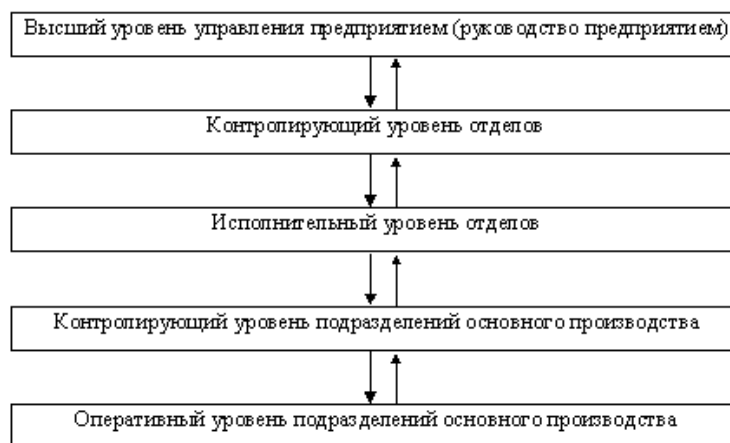 Высший уровень управления предприятием (руководство предприятием)
Контролирующий уровень отделов
Исполнительный уровень отделов
Контролирующий уровень подразделений основного производства
Оперативный уровень подразделений основного производства